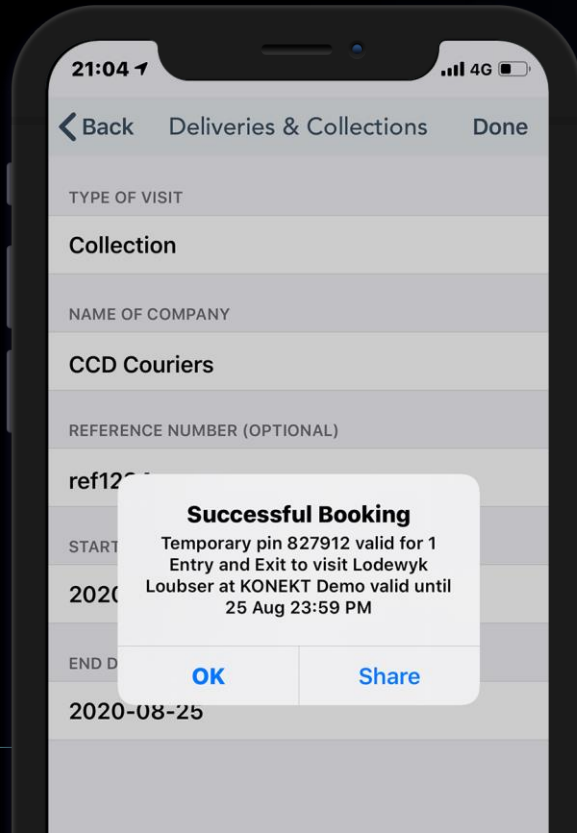 21:04
4G
Back Deliveries & Collections Done
TYPE OF VISIT
Collection
NAME OF COMPANY
CCD Couriers
REFERENCE NUMBER (OPTIONAL)
Successful Booking
Temporary pin 827912 valid for 1
Entry and Exit to visit Lodewyk
Loubser at KONEKT Demo valid until
25 Aug 23:59 PM
START
END D
OK Share
2020-08-25